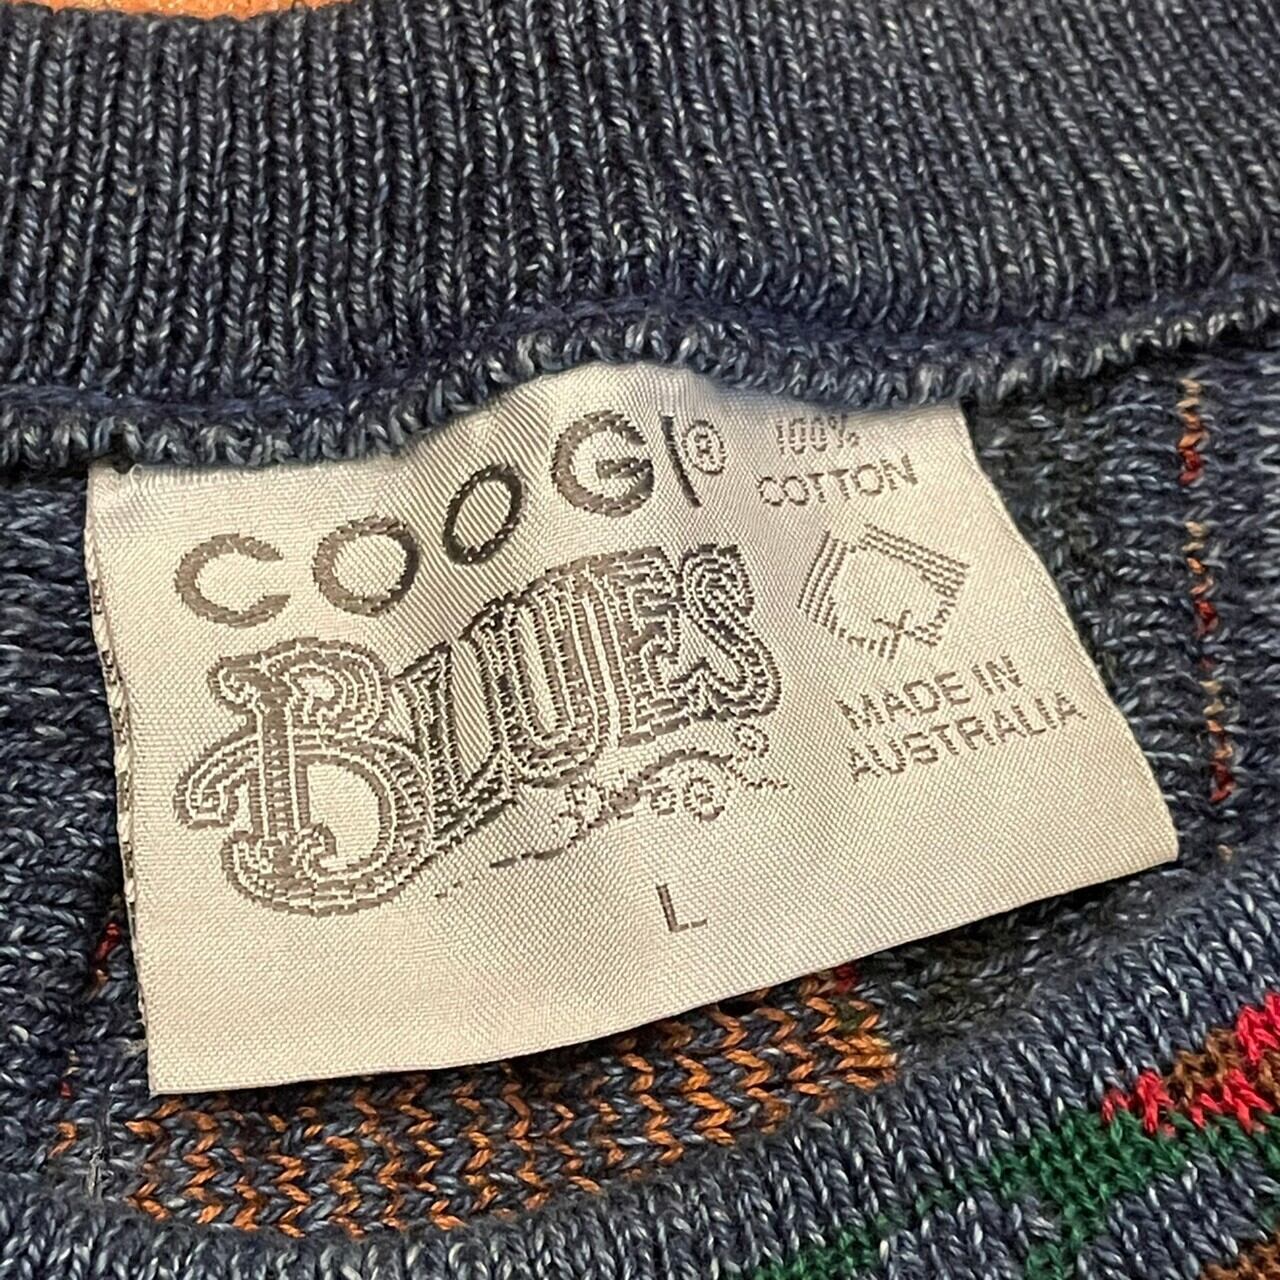 COOGI®
BLUES
L
100%
COTTON
MADE IN
AUSTRALIA